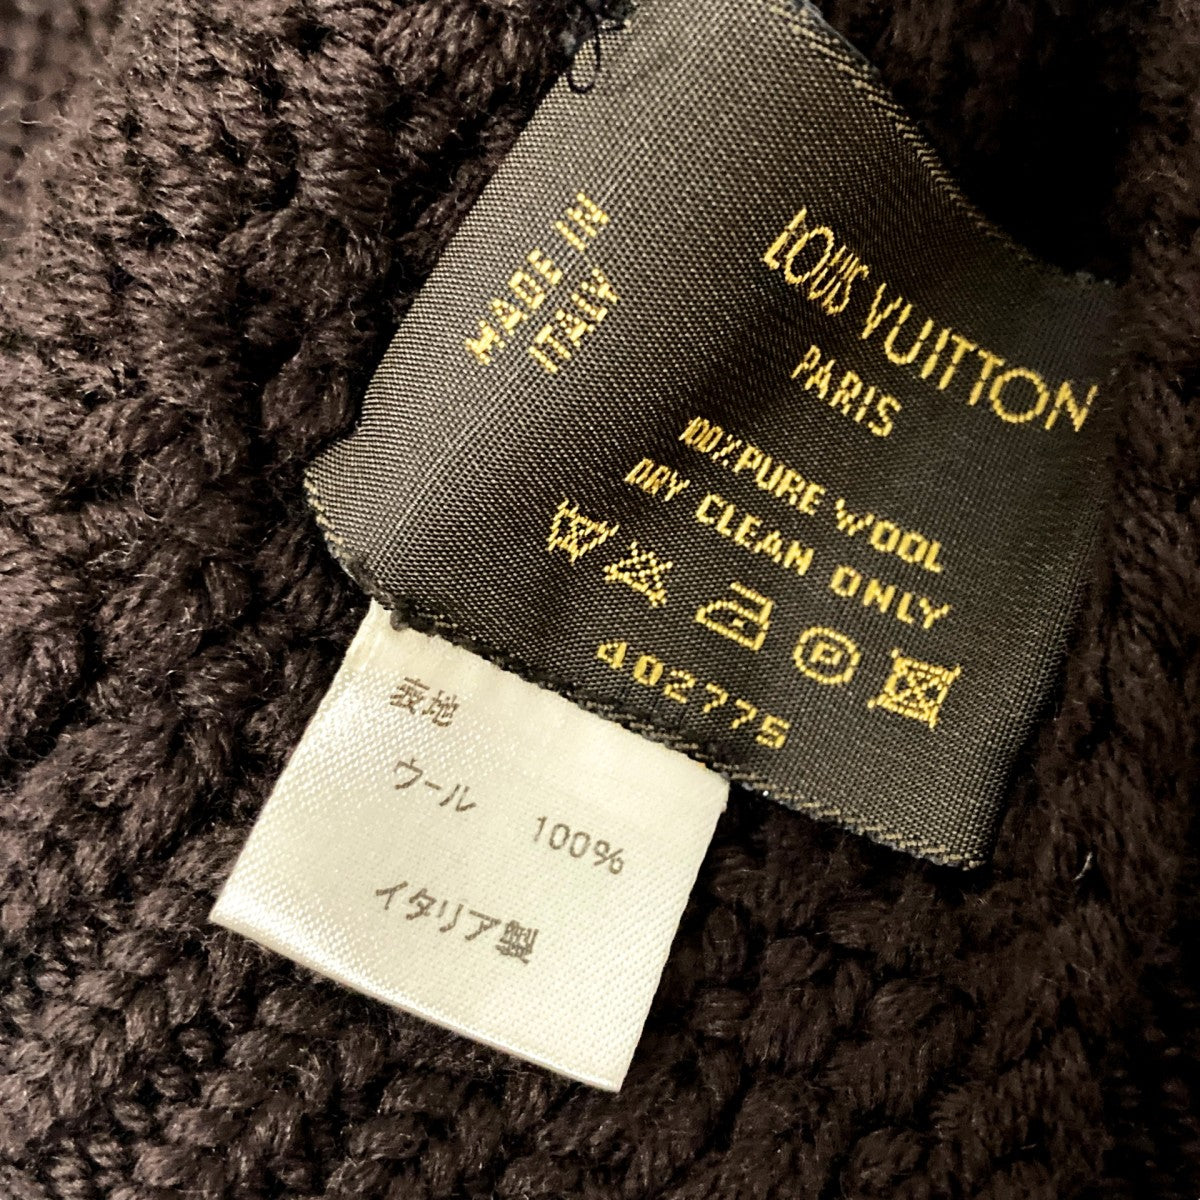 LOUIS VUITTON
PARIS
100% PURE WOOL
DRY CLEAN ONLY
P
402775
MADE IN
ITALY
表地
ウール 100%
イタリア製